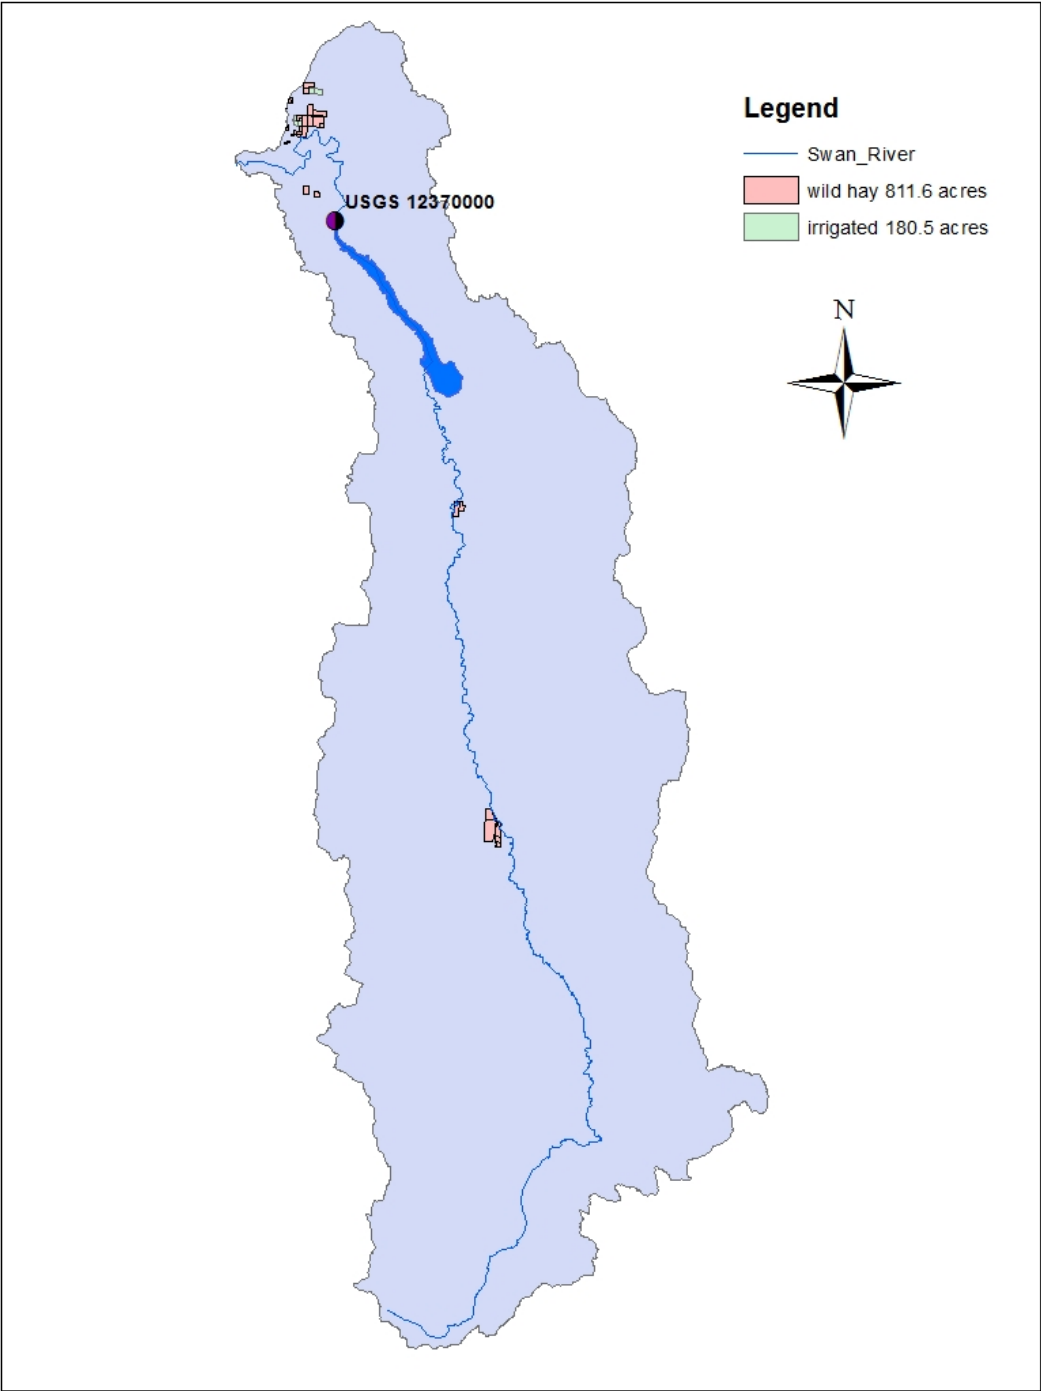 Legend
Swan_River
wild hay 811.6 acres
irrigated 180.5 acres
USGS 12370000
N